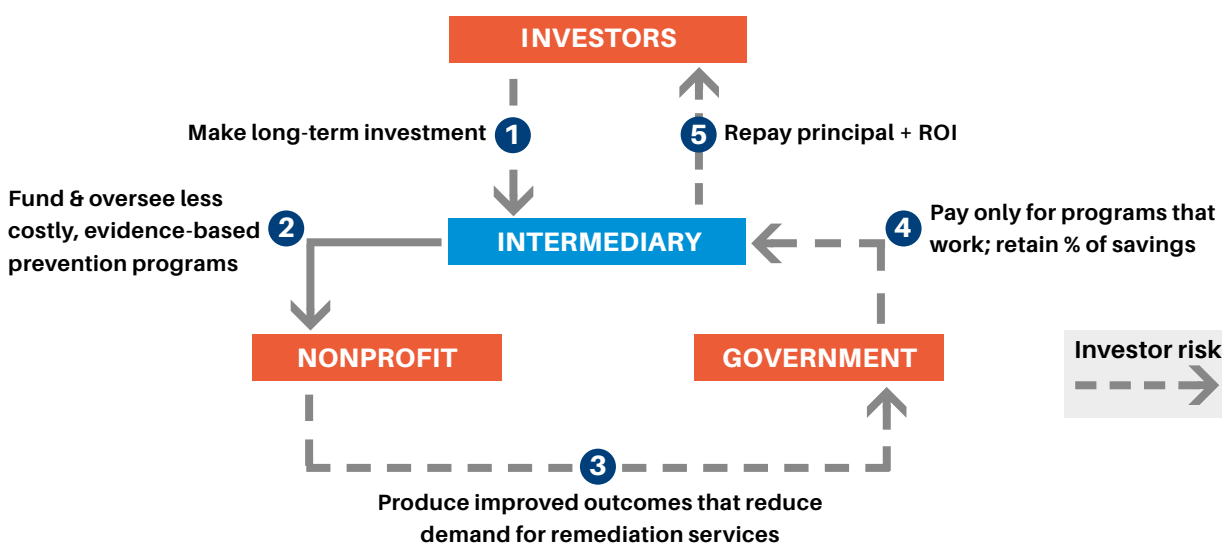 INVESTORS
Make long-term investment
1
5
Repay principal + ROI
Fund & oversee less
costly, evidence-based
prevention programs
2
INTERMEDIARY
4
Pay only for programs that
work; retain % of savings
NONPROFIT
GOVERNMENT
Investor risk
3
Produce improved outcomes that reduce
demand for remediation services